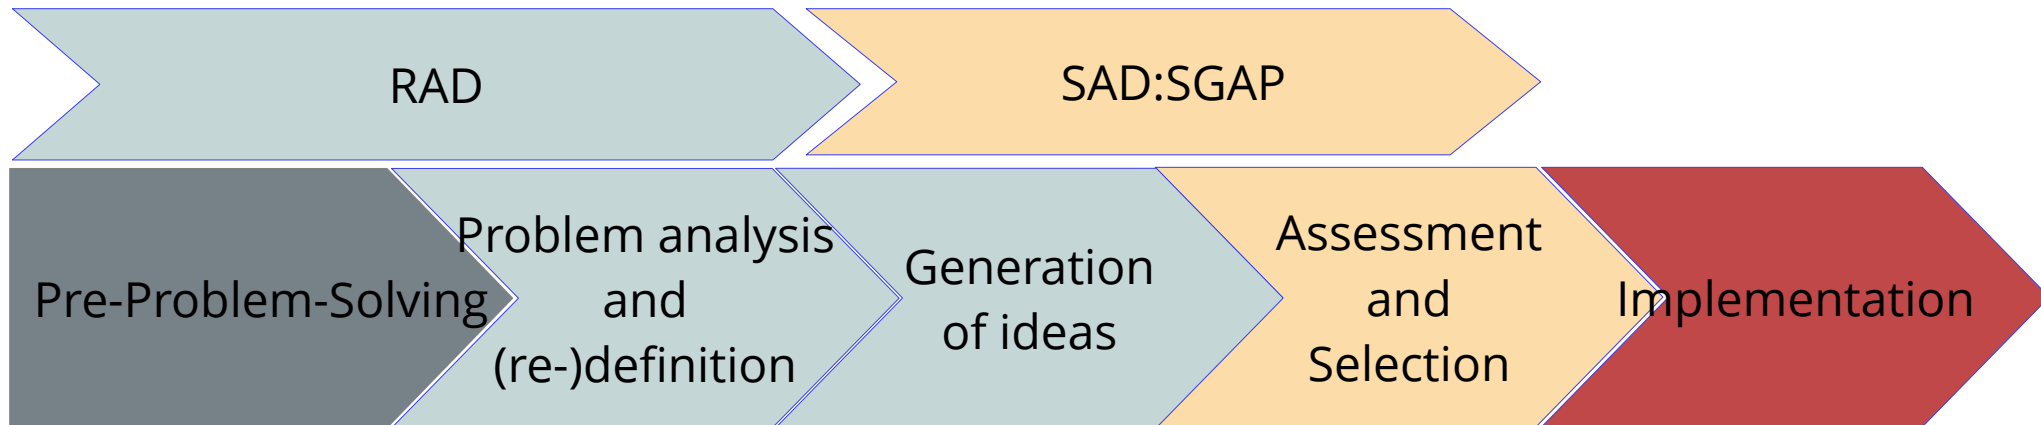 RAD
SAD:SGAP
Pre-Problem-Solving
Problem analysis
and
(re-)definition
Generation
of ideas
Assessment
and
Selection
Implementation